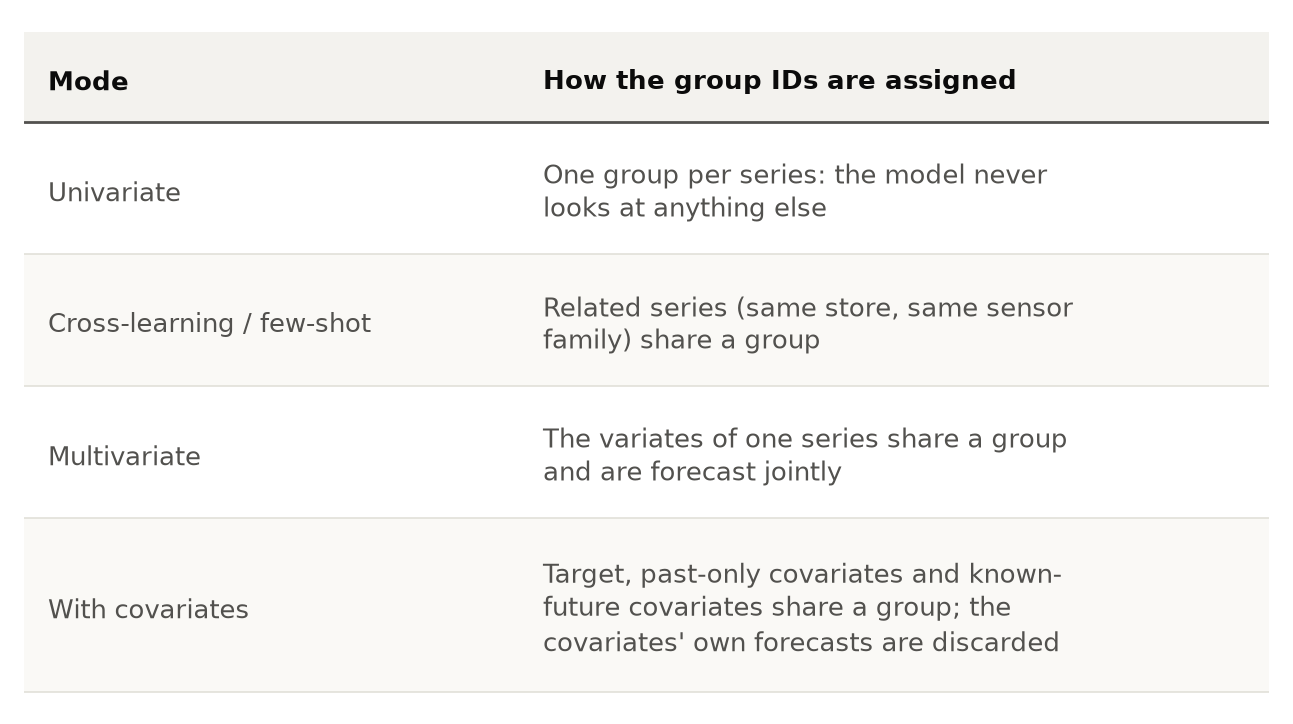 Mode
How the group IDs are assigned
Univariate
One group per series: the model never
looks at anything else
Cross-learning / few-shot
Related series (same store, same sensor
family) share a group
Multivariate
The variates of one series share a group
and are forecast jointly
With covariates
Target, past-only covariates and known-
future covariates share a group; the
covariates' own forecasts are discarded